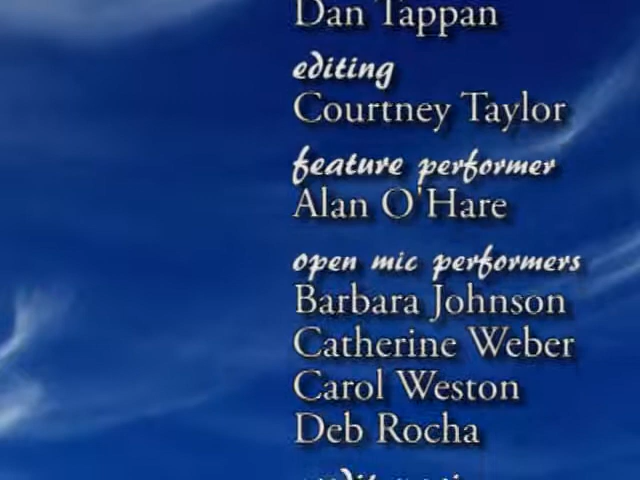 Dan Tappan
editing
Courtney Taylor
feature performer
Alan O'Hare
open mic performers
Barbara Johnson
Catherine Weber
Carol Weston
Deb Rocha